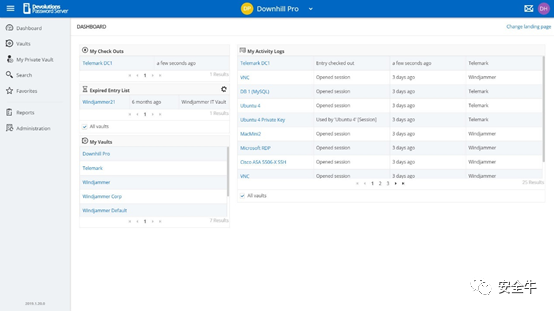 Devolutions
Password Server
DP Downhill Pro
DH
Dashboard
Vaults
My Private Vault
Search
Favorites
Reports
Administration
DASHBOARD
Change landing page
My Check Outs
Telemark DC1 a few seconds ago
1
1 Results
Expired Entry List
Windjammer21 6 months ago Windjammer IT Vault
1
1 Results
All vaults
My Vaults
Downhill Pro
Telemark
Windjammer
Windjammer Corp
Windjammer Default
1
My Activity Logs
Telemark DC1 Entry checked out a few seconds ago Telemark
VNC Opened session 3 days ago Windjammer
DB 1 (MySQL) Opened session 3 days ago Telemark
Ubuntu 4 Opened session 3 days ago Telemark
Ubuntu 4 Private Key Used by 'Ubuntu 4' [Session] 3 days ago Telemark
MacMini2 Opened session 3 days ago Windjammer
Microsoft RDP Opened session 3 days ago Windjammer
Cisco ASA 5506-X SSH Opened session 3 days ago Windjammer
VNC Opened session 3 days ago Windjammer
1 2 3
25 Results
All vaults
安全牛